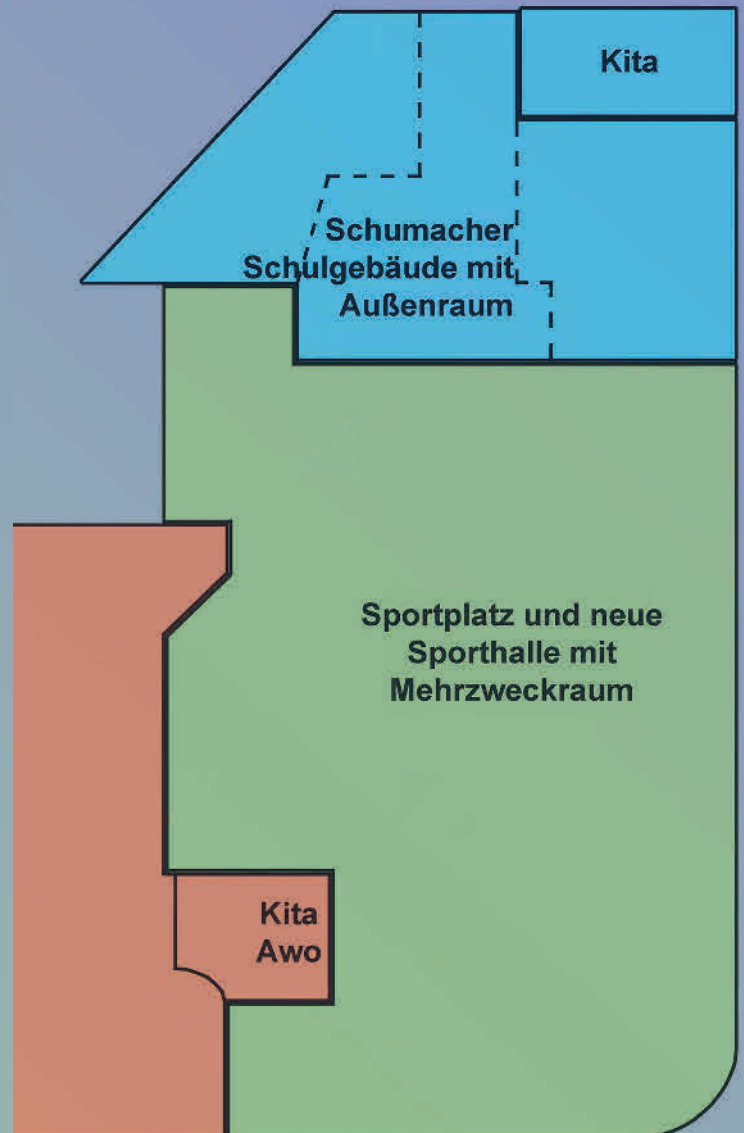 Kita
Schumacher
Schulgebäude mit
Außenraum
Sportplatz und neue
Sporthalle mit
Mehrzweckraum
Kita
Awo